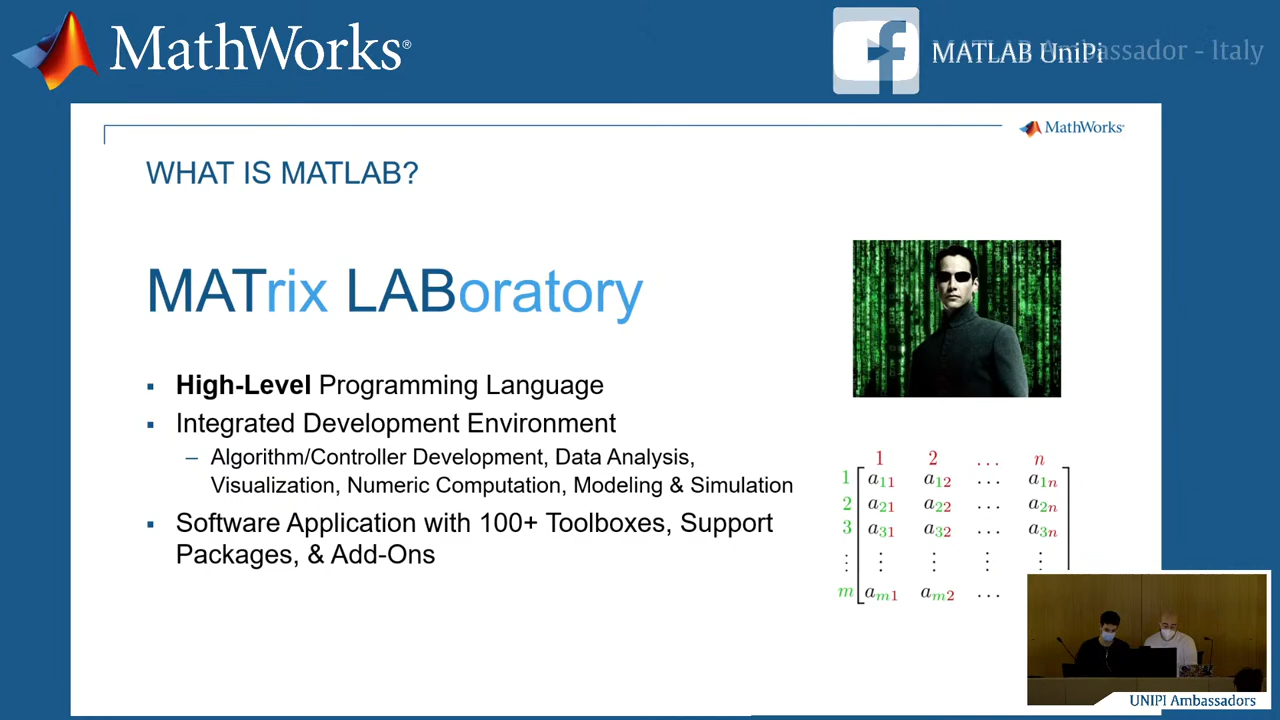 MathWorks®
MATLAB UniPi
MATLAB Ambassador - Italy
MathWorks®
WHAT IS MATLAB?
MATrix LABoratory
▪ High-Level Programming Language
▪ Integrated Development Environment
– Algorithm/Controller Development, Data Analysis,
Visualization, Numeric Computation, Modeling & Simulation
▪ Software Application with 100+ Toolboxes, Support
Packages, & Add-Ons
1 2 ... n
1 a11 a12 ... a1n
2 a21 a22 ... a2n
3 a31 a32 ... a3n
⋮ ⋮ ⋮ ⋮ ⋮
m am1 am2 ...
UNIPI Ambassadors